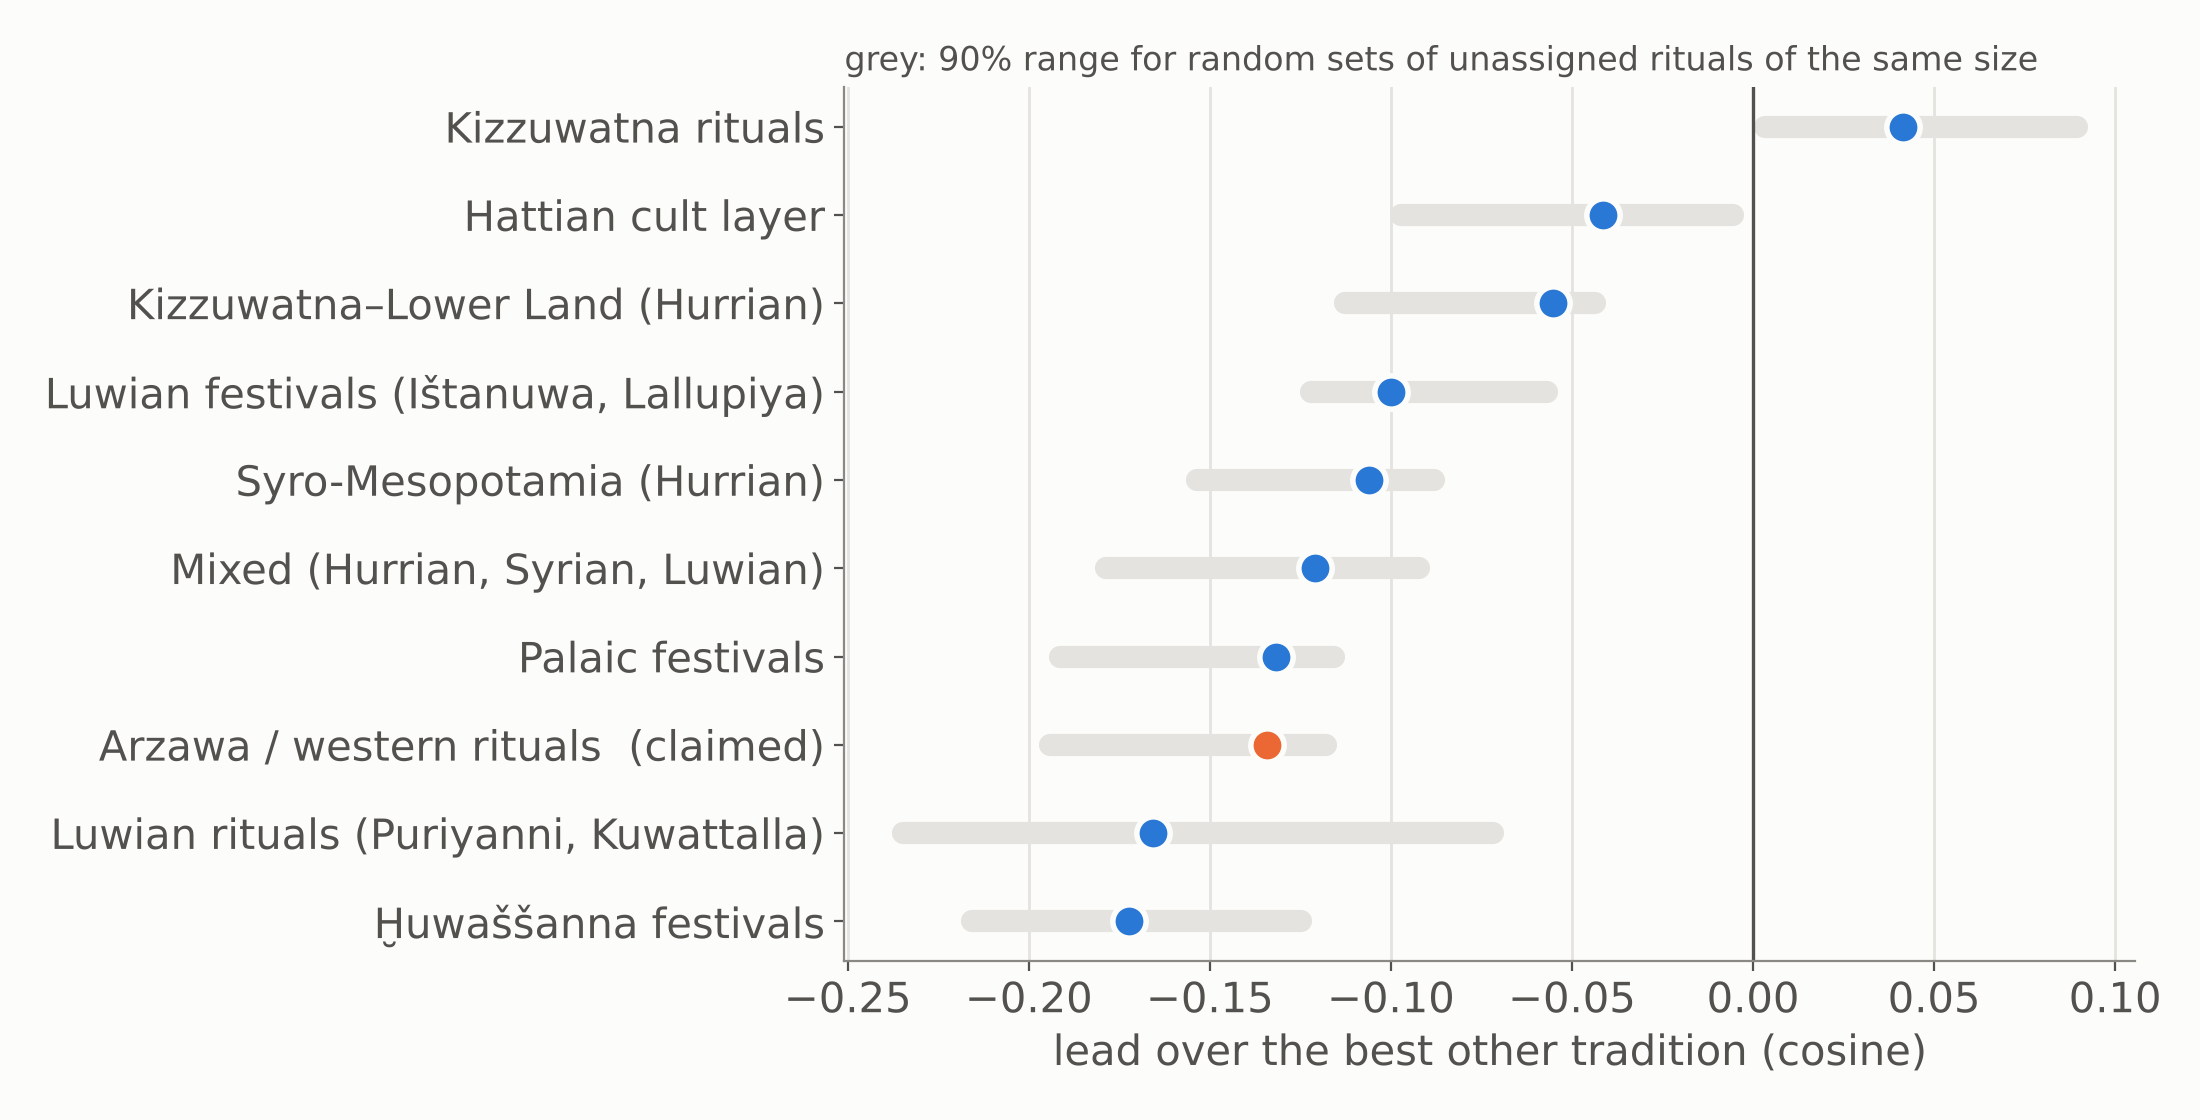 grey: 90% range for random sets of unassigned rituals of the same size
Kizzuwatna rituals
Hattian cult layer
Kizzuwatna–Lower Land (Hurrian)
Luwian festivals (Ištanuwa, Lallupiya)
Syro-Mesopotamia (Hurrian)
Mixed (Hurrian, Syrian, Luwian)
Palaic festivals
Arzawa / western rituals  (claimed)
Luwian rituals (Puriyanni, Kuwattalla)
Ḫuwaššanna festivals
−0.25 −0.20 −0.15 −0.10 −0.05 0.00 0.05 0.10
lead over the best other tradition (cosine)